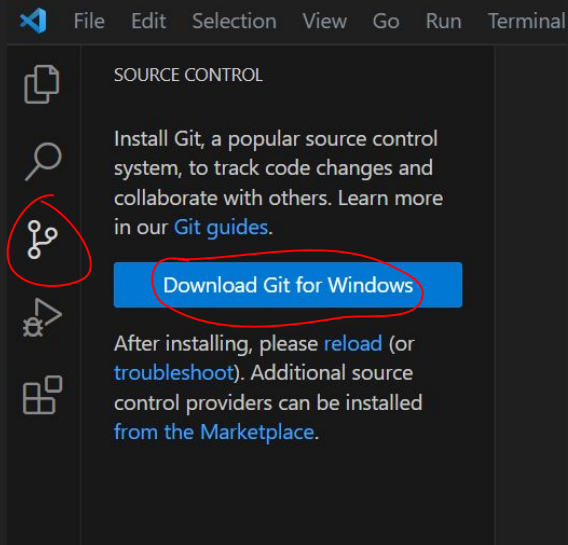 File Edit Selection View Go Run Terminal
SOURCE CONTROL
Install Git, a popular source control
system, to track code changes and
collaborate with others. Learn more
in our Git guides.
Download Git for Windows
After installing, please reload (or
troubleshoot). Additional source
control providers can be installed
from the Marketplace.